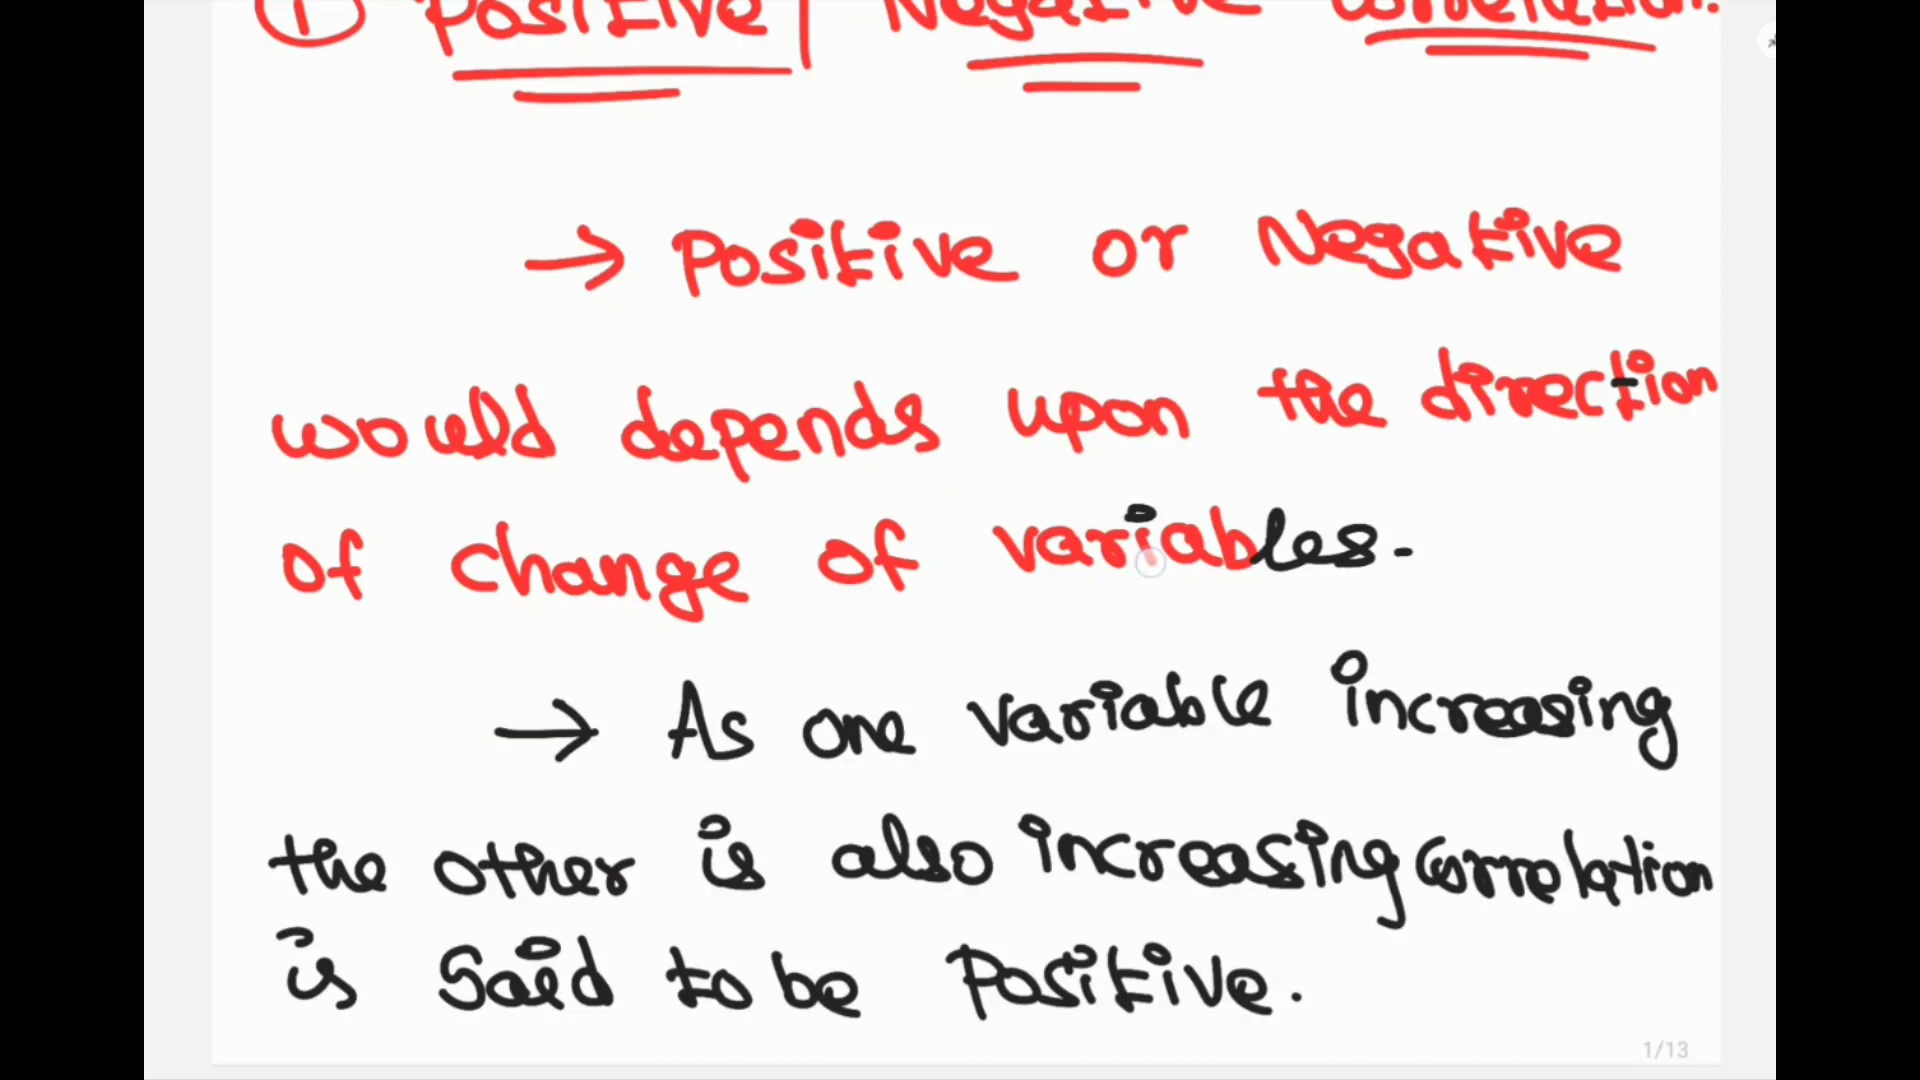 ① Positive | Negative Correlation.
→ Positive or Negative
would depends upon the direction
of change of variables.
→ As one variable increasing
the other is also increasing correlation
is said to be Positive.
1/13